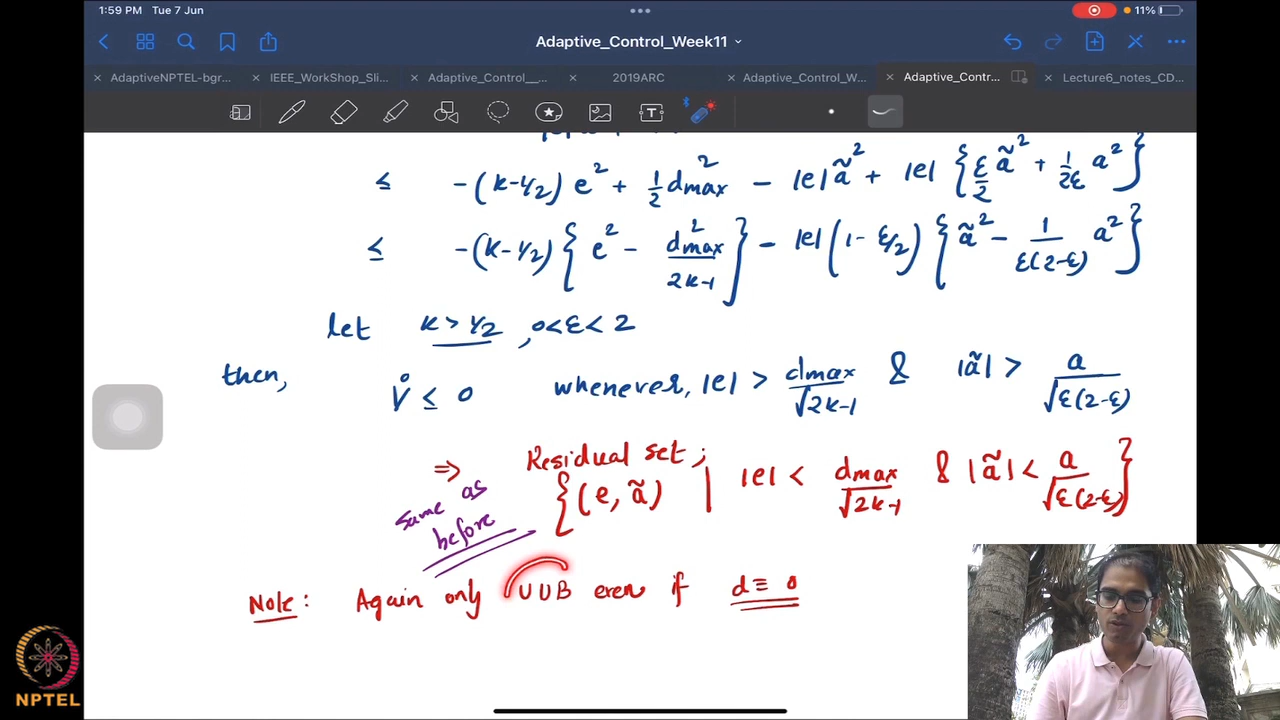 1:59 PM Tue 7 Jun
11%
Adaptive_Control_Week11
AdaptiveNPTEL-bgr...
IEEE_WorkShop_Sli...
Adaptive_Control__...
2019ARC
Adaptive_Control_W...
Adaptive_Contr...
Lecture6_notes_CD...
≤ -(k-1/2) e² + 1/2 dmax² - |e| ã² + |e| { ε/2 ã² + 1/2ε a² }
≤ -(k-1/2) { e² - dmax²/2k-1 } - |e| (1-ε/2) { ã² - 1/ε(2-ε) a² }
let k > 1/2 , 0<ε<2
then, V̇ ≤ 0 whenever, |e| > dmax/√2k-1 & |ã| > a/√ε(2-ε)
⇒ Residual set ;
{(e, ã) | |e| < dmax/√2k-1 & |ã| < a/√ε(2-ε) }
same as
before
Note: Again only UUB even if d ≡ 0
NPTEL